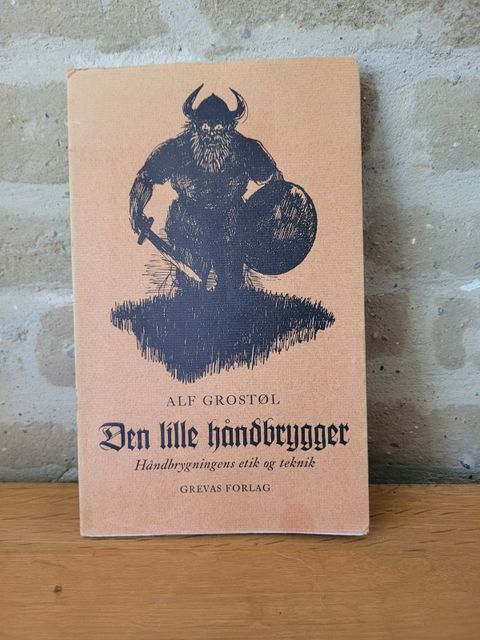 ALF GROSTØL
Den lille håndbrygger
Håndbrygningens etik og teknik
GREVAS FORLAG